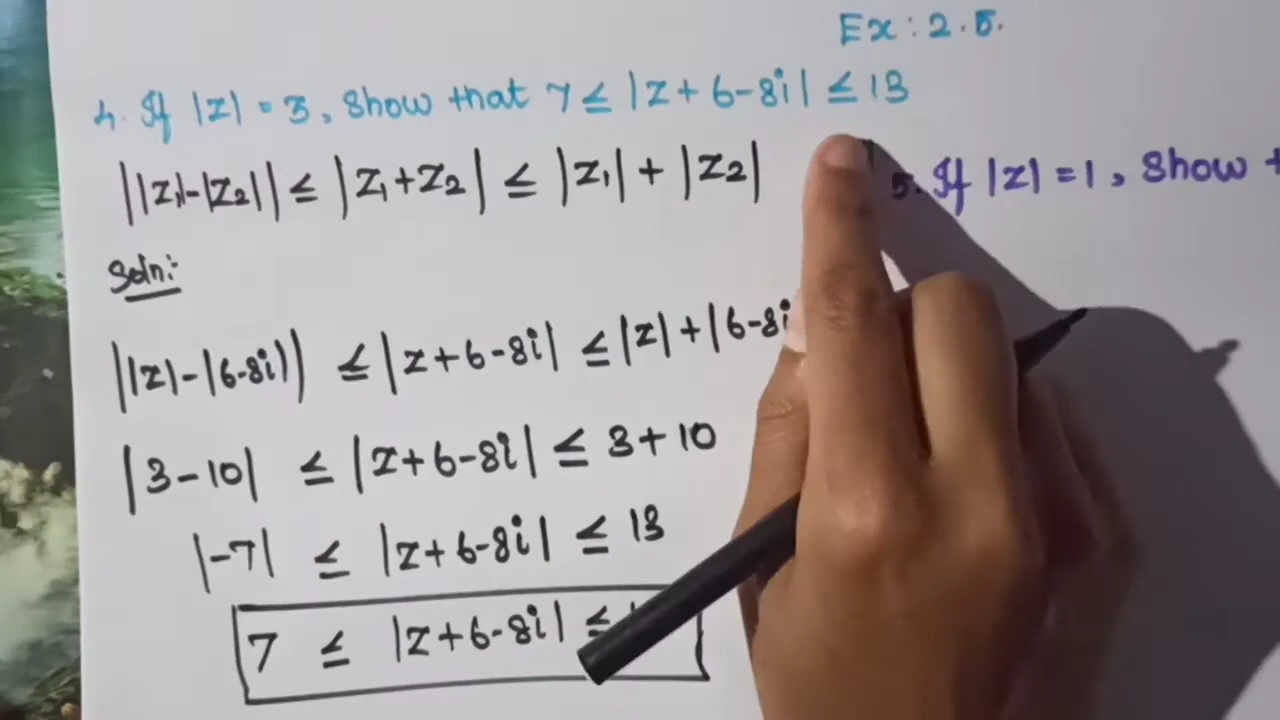 Ex: 2.5.
4. If |z| = 3, Show that 7 ≤ |z + 6-8i| ≤ 13
||z₁|-|z₂|| ≤ |z₁+z₂| ≤ |z₁| + |z₂|
5. If |z| = 1, Show
Soln:-
||z|-|6-8i|| ≤ |z+6-8i| ≤ |z| + |6-8i
|3-10| ≤ |z+6-8i| ≤ 3+10
|-7| ≤ |z+6-8i| ≤ 13
7 ≤ |z+6-8i| ≤